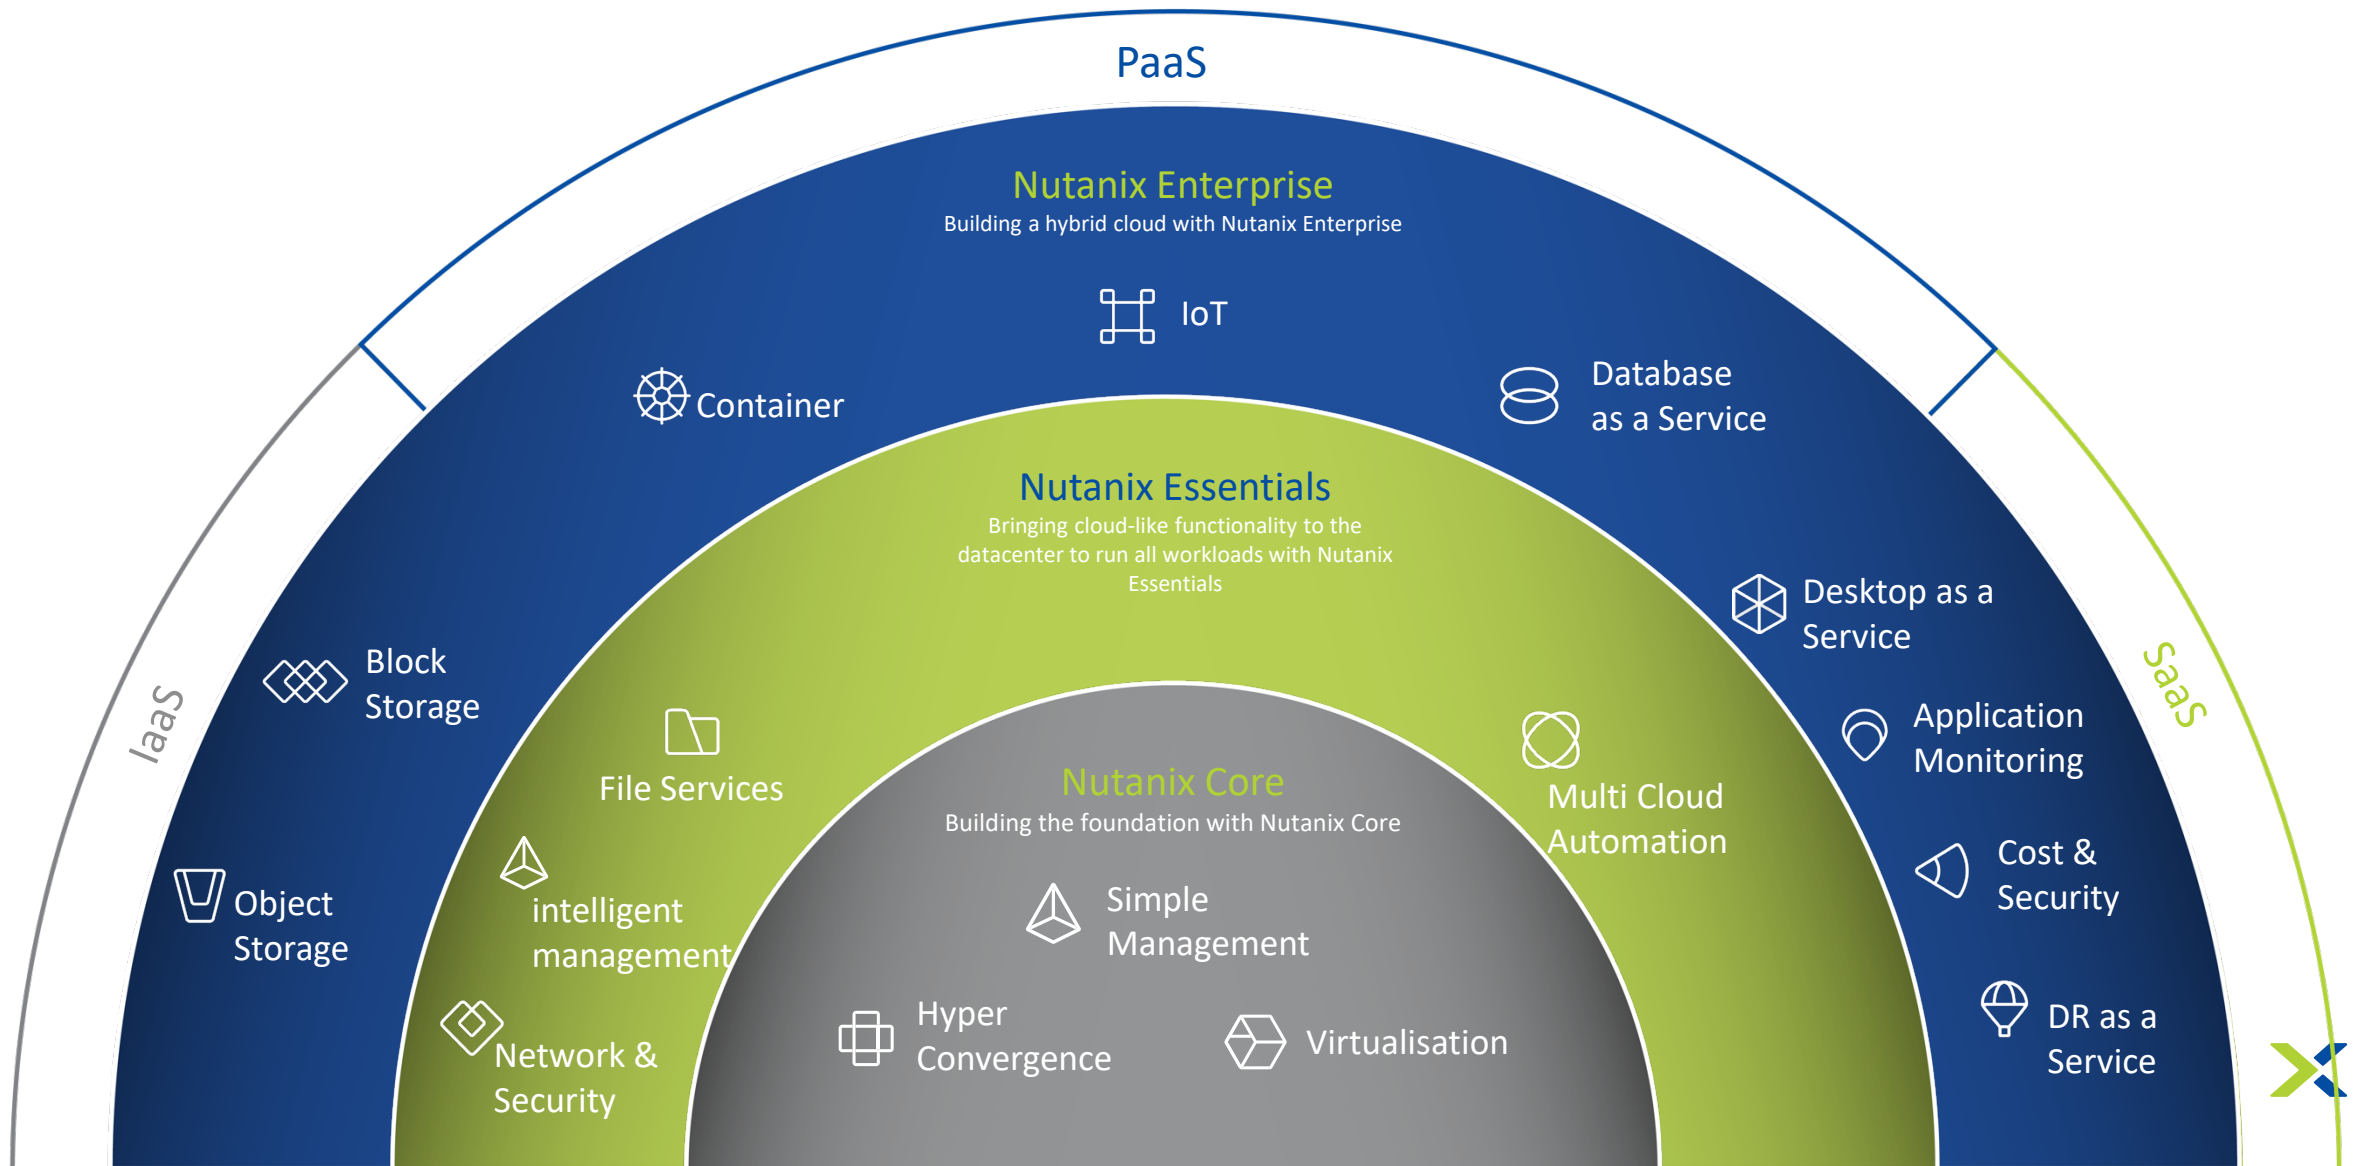 PaaS
Nutanix Enterprise
Building a hybrid cloud with Nutanix Enterprise
IoT
Container
Database
as a Service
Nutanix Essentials
Bringing cloud-like functionality to the
datacenter to run all workloads with Nutanix
Essentials
Desktop as a
Service
Block
Storage
IaaS
SaaS
Application
Monitoring
File Services
Nutanix Core
Building the foundation with Nutanix Core
Multi Cloud
Automation
Cost &
Security
Object
Storage
intelligent
management
Simple
Management
Hyper
Convergence
Virtualisation
Network &
Security
DR as a
Service